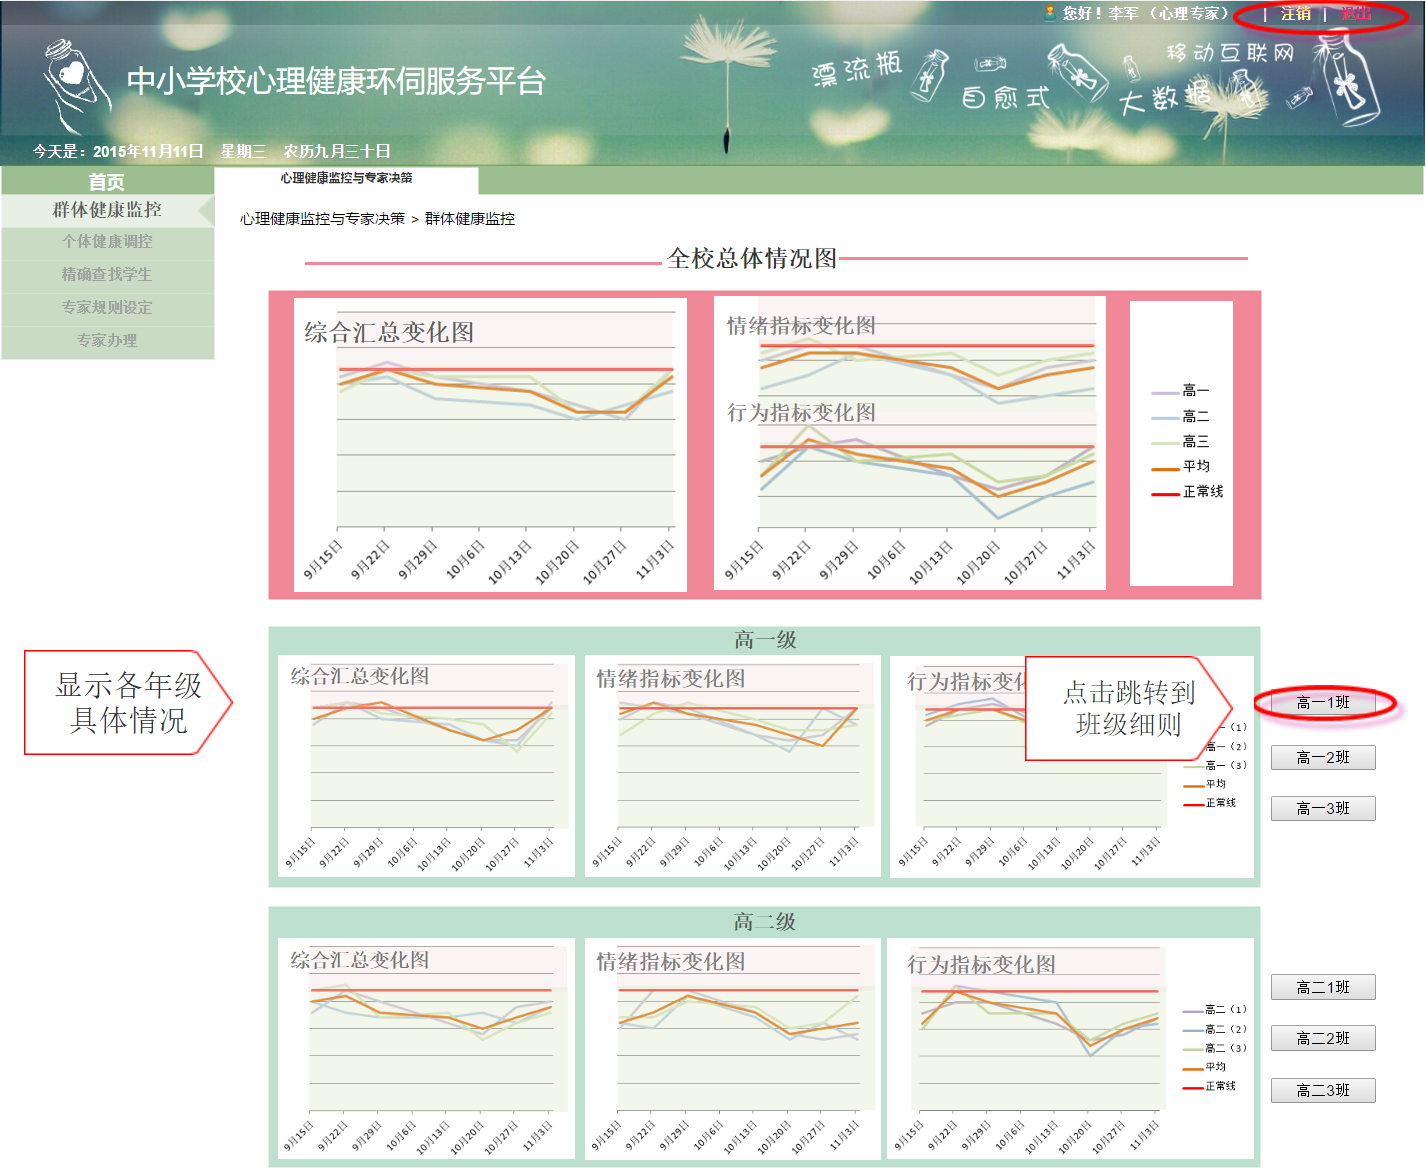 您好！李军 （心理专家） | 注销 | 退出
中小学校心理健康环伺服务平台
漂流瓶
自愈式
大数据
移动互联网
今天是：2015年11月11日 星期三 农历九月三十日
首页
群体健康监控
个体健康调控
精确查找学生
专家规则设定
专家办理
心理健康监控与专家决策
心理健康监控与专家决策 > 群体健康监控
全校总体情况图
综合汇总变化图
9月15日 9月22日 9月29日 10月6日 10月13日 10月20日 10月27日 11月3日
情绪指标变化图
行为指标变化图
9月15日 9月22日 9月29日 10月6日 10月13日 10月20日 10月27日 11月3日
高一
高二
高三
平均
正常线
显示各年级
具体情况
高一级
综合汇总变化图
9月15日 9月22日 9月29日 10月6日 10月13日 10月20日 10月27日 11月3日
情绪指标变化图
9月15日 9月22日 9月29日 10月6日 10月13日 10月20日 10月27日 11月3日
行为指标变
9月15日 9月22日 9月29日 10月6日 10月13日 10月20日 10月27日 11月3日
点击跳转到
班级细则
一（1）
高一（2）
高一（3）
平均
正常线
高一1班
高一2班
高一3班
高二级
综合汇总变化图
9月15日 9月22日 9月29日 10月6日 10月13日 10月20日 10月27日 11月3日
情绪指标变化图
9月15日 9月22日 9月29日 10月6日 10月13日 10月20日 10月27日 11月3日
行为指标变化图
9月15日 9月22日 9月29日 10月6日 10月13日 10月20日 10月27日 11月3日
高二（1）
高二（2）
高二（3）
平均
正常线
高二1班
高二2班
高二3班